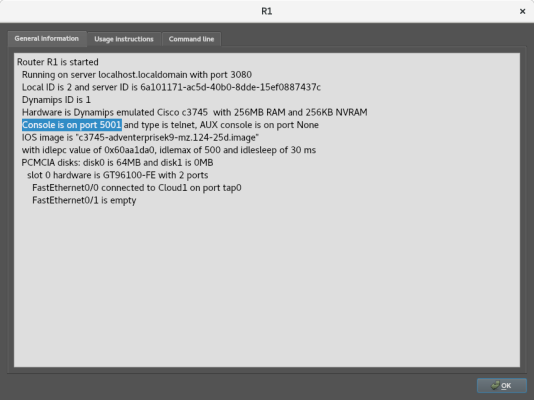 R1
General information
Usage instructions
Command line
Router R1 is started
Running on server localhost.localdomain with port 3080
Local ID is 2 and server ID is 6a101171-ac5d-40b0-8dde-15ef0887437c
Dynamips ID is 1
Hardware is Dynamips emulated Cisco c3745 with 256MB RAM and 256KB NVRAM
Console is on port 5001 and type is telnet, AUX console is on port None
IOS image is "c3745-adventerprisek9-mz.124-25d.image"
with idlepc value of 0x60aa1da0, idlemax of 500 and idlesleep of 30 ms
PCMCIA disks: disk0 is 64MB and disk1 is 0MB
slot 0 hardware is GT96100-FE with 2 ports
FastEthernet0/0 connected to Cloud1 on port tap0
FastEthernet0/1 is empty
OK